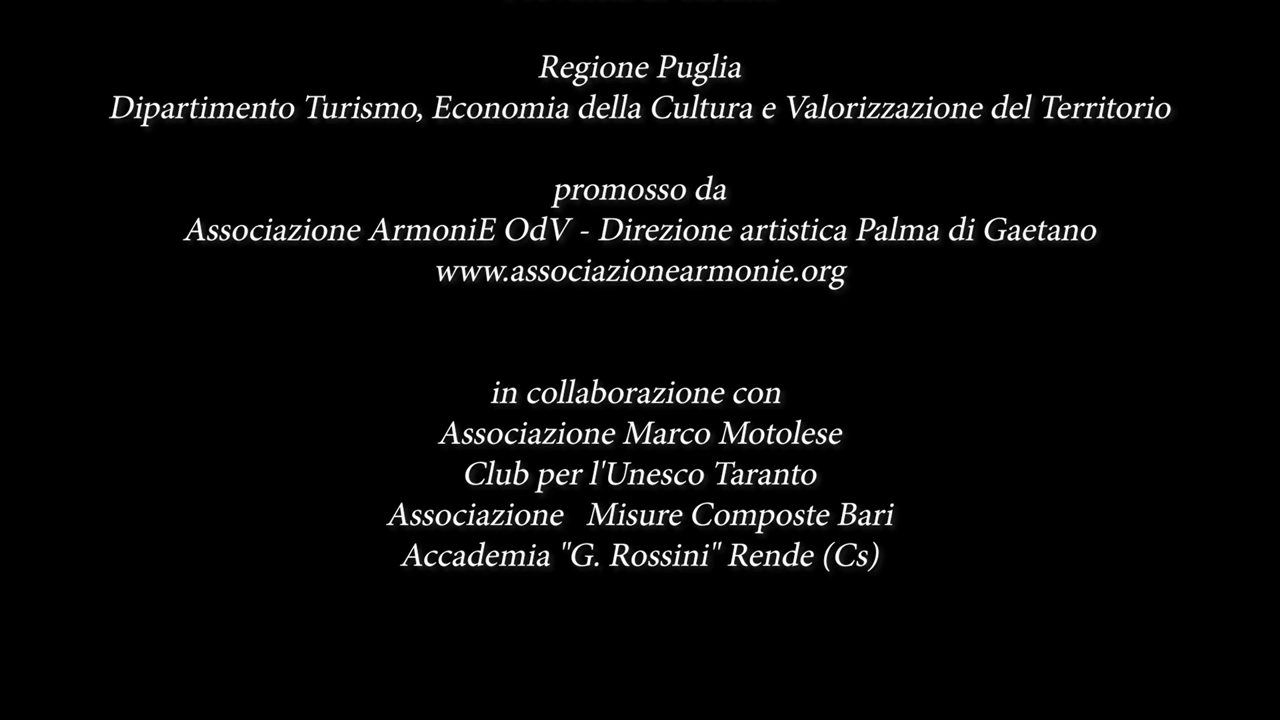 Regione Puglia
Dipartimento Turismo, Economia della Cultura e Valorizzazione del Territorio
promosso da
Associazione ArmoniE OdV - Direzione artistica Palma di Gaetano
www.associazionearmonie.org
in collaborazione con
Associazione Marco Motolese
Club per l'Unesco Taranto
Associazione   Misure Composte Bari
Accademia "G. Rossini" Rende (Cs)